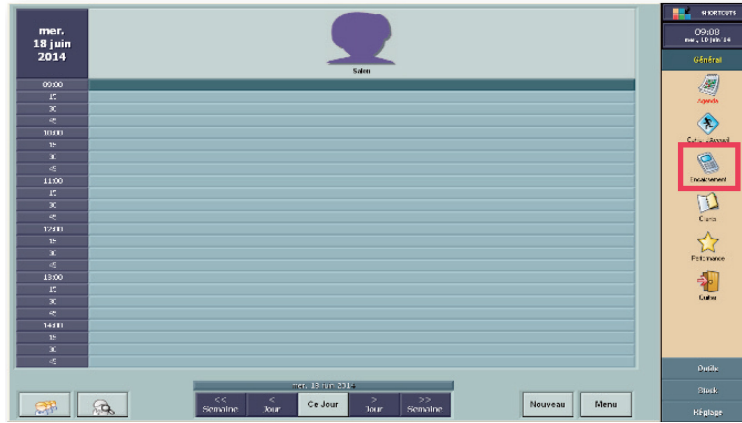 SHORTCUTS
mer.
18 juin
2014
Salon
09:08
Général
Agenda
Encaissement
Clients
Performance
Quitter
Outils
Stock
Réglage
09:00
15
30
45
10:00
15
30
45
11:00
15
30
45
12:00
15
30
45
13:00
15
30
45
14:00
15
30
45
mer. 18 juin 2014
<< Semaine
< Jour
Ce Jour
> Jour
>> Semaine
Nouveau
Menu